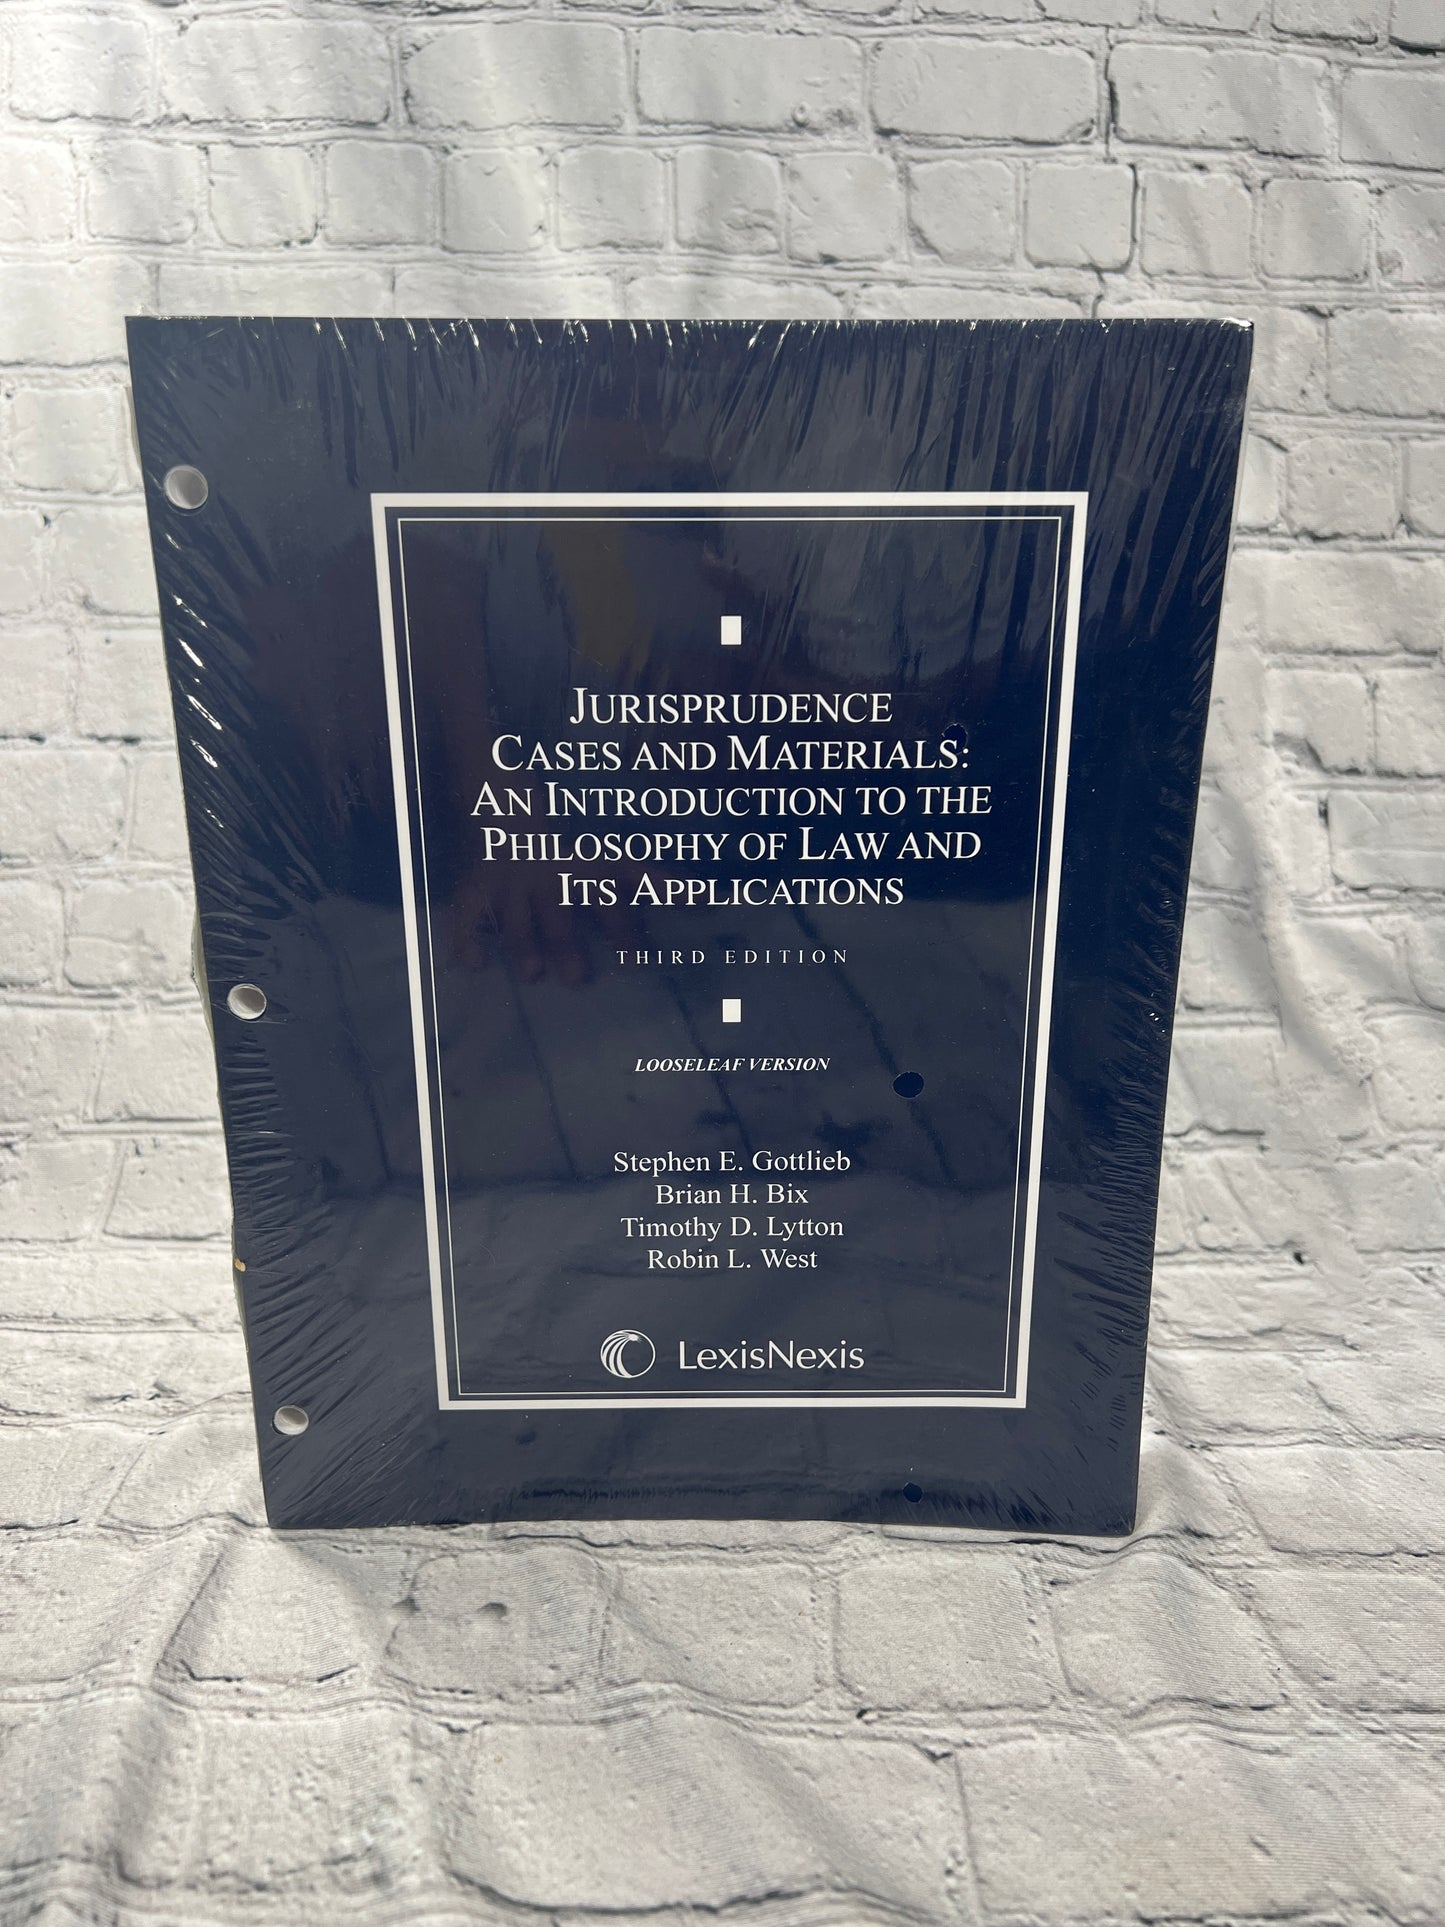 JURISPRUDENCE
CASES AND MATERIALS:
AN INTRODUCTION TO THE
PHILOSOPHY OF LAW AND
ITS APPLICATIONS
THIRD EDITION
LOOSELEAF VERSION
Stephen E. Gottlieb
Brian H. Bix
Timothy D. Lytton
Robin L. West
LexisNexis